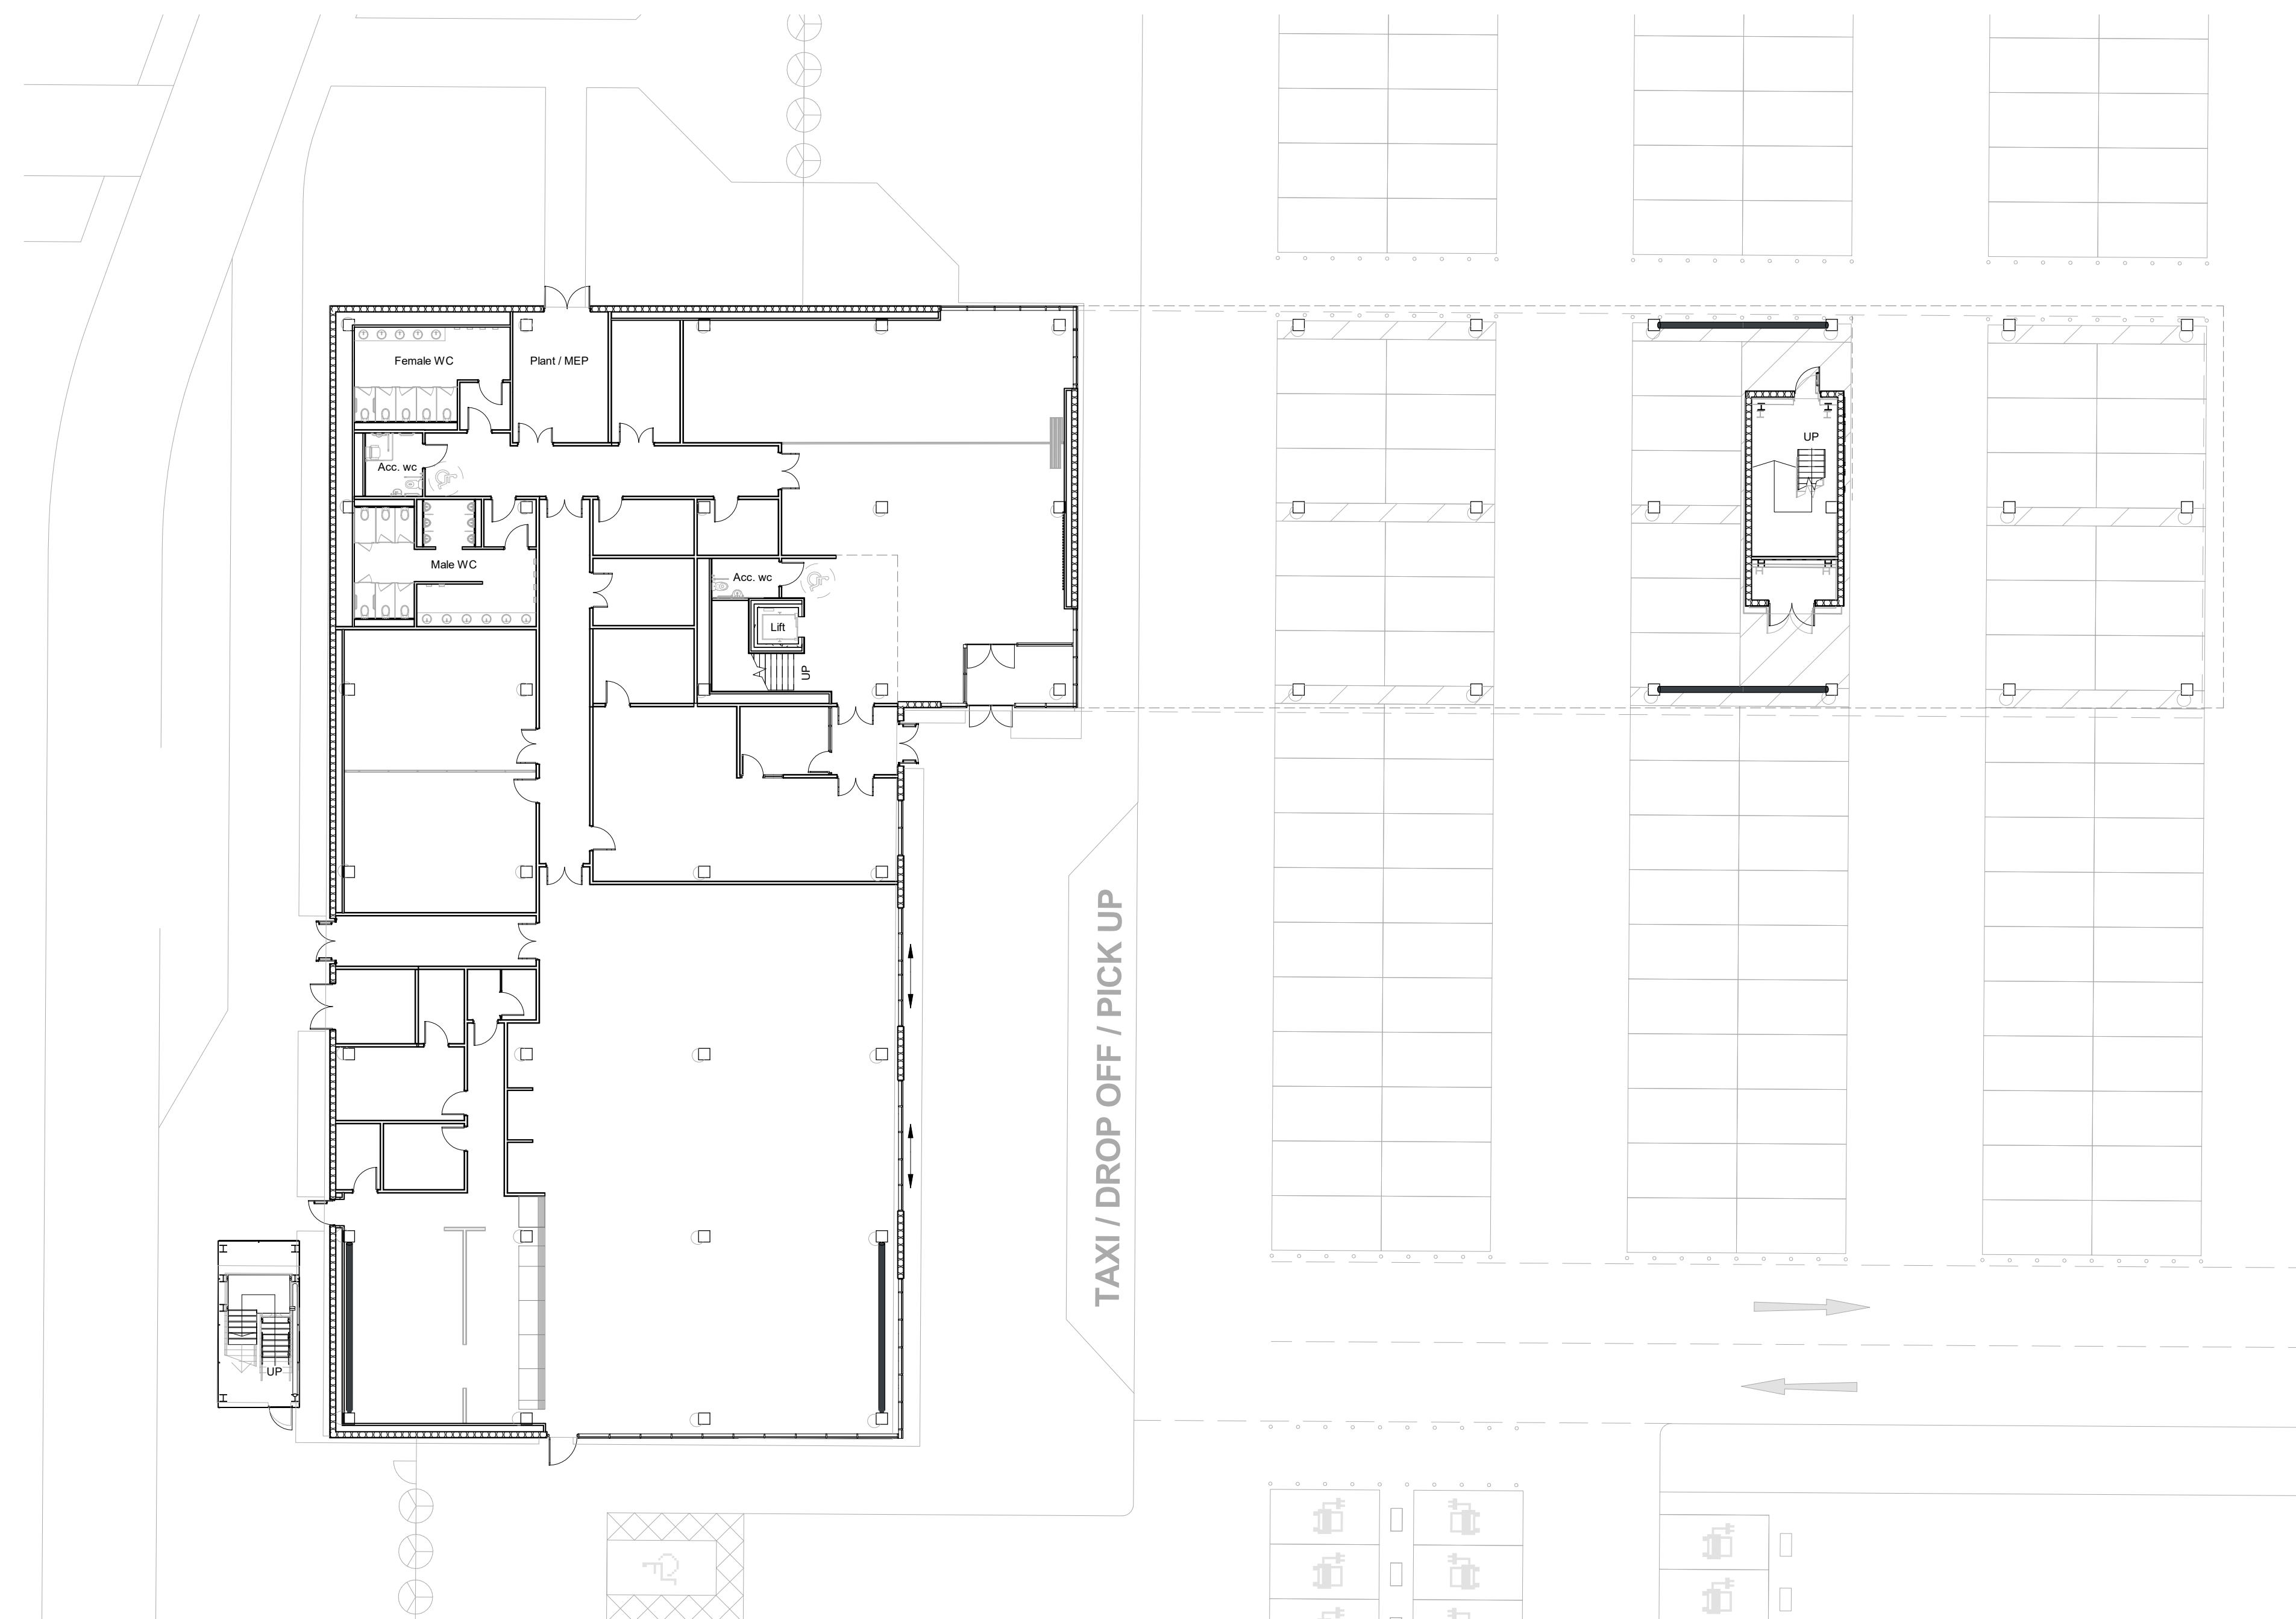 Female WC
Plant / MEP
UP
Acc. wc
Male WC
Acc. wc
Lift
UP
TAXI / DROP OFF / PICK UP
UP